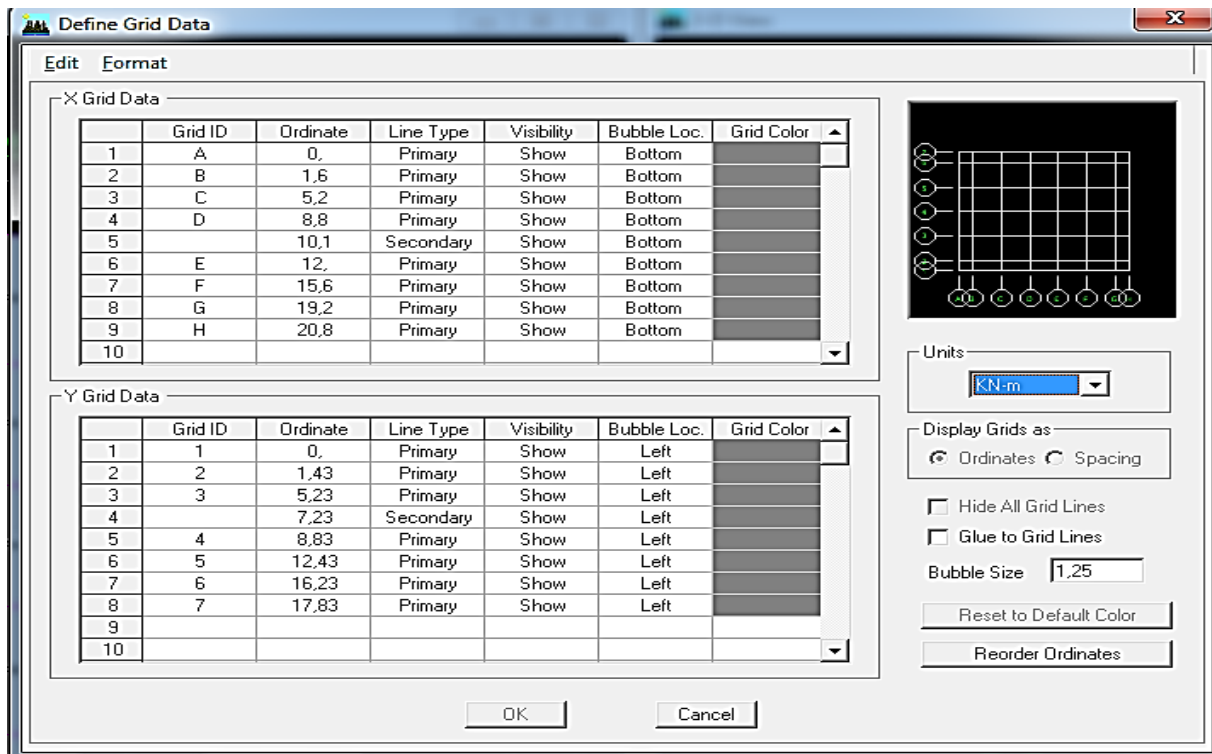 Define Grid Data
Edit Format
X Grid Data
Grid ID Ordinate Line Type Visibility Bubble Loc. Grid Color
1 A 0, Primary Show Bottom
2 B 1,6 Primary Show Bottom
3 C 5,2 Primary Show Bottom
4 D 8,8 Primary Show Bottom
5 10,1 Secondary Show Bottom
6 E 12, Primary Show Bottom
7 F 15,6 Primary Show Bottom
8 G 19,2 Primary Show Bottom
9 H 20,8 Primary Show Bottom
10
Y Grid Data
Grid ID Ordinate Line Type Visibility Bubble Loc. Grid Color
1 1 0, Primary Show Left
2 2 1,43 Primary Show Left
3 3 5,23 Primary Show Left
4 7,23 Secondary Show Left
5 4 8,83 Primary Show Left
6 5 12,43 Primary Show Left
7 6 16,23 Primary Show Left
8 7 17,83 Primary Show Left
9
10
Units
KN-m
Display Grids as
Ordinates Spacing
Hide All Grid Lines
Glue to Grid Lines
Bubble Size 1,25
Reset to Default Color
Reorder Ordinates
OK Cancel